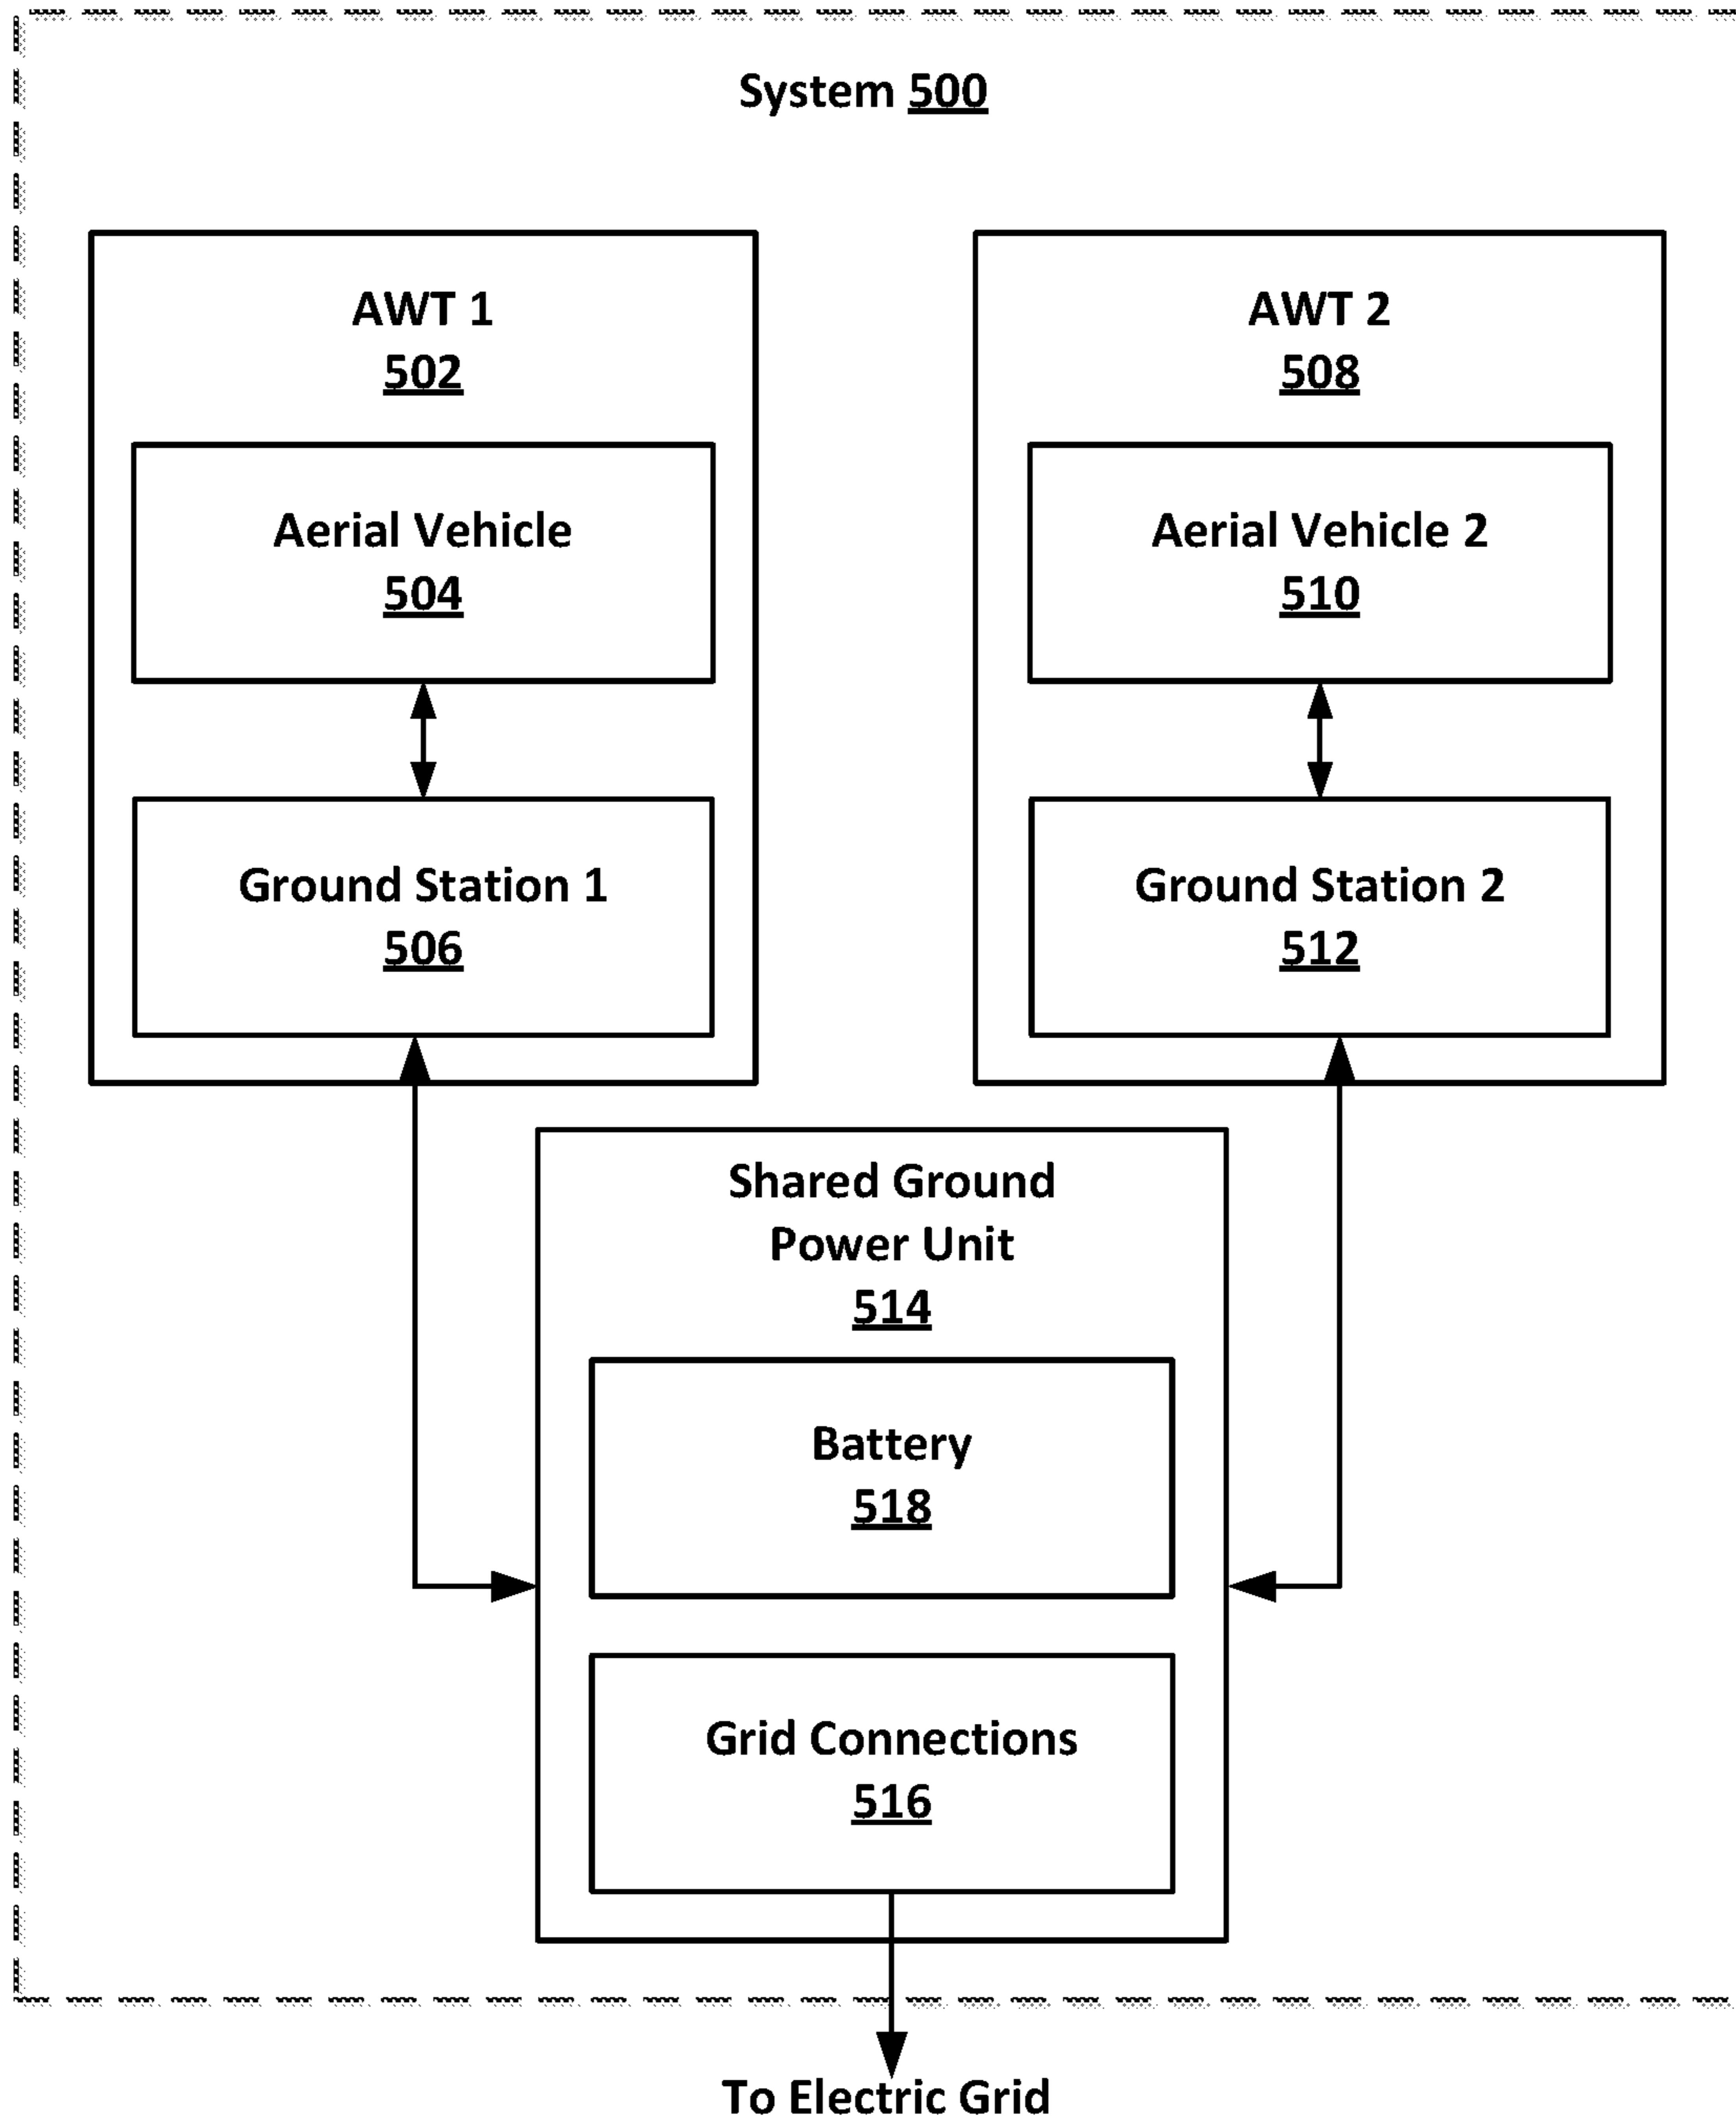 System 500
AWT 1
502
Aerial Vehicle
504
Ground Station 1
506
AWT 2
508
Aerial Vehicle 2
510
Ground Station 2
512
Shared Ground
Power Unit
514
Battery
518
Grid Connections
516
To Electric Grid